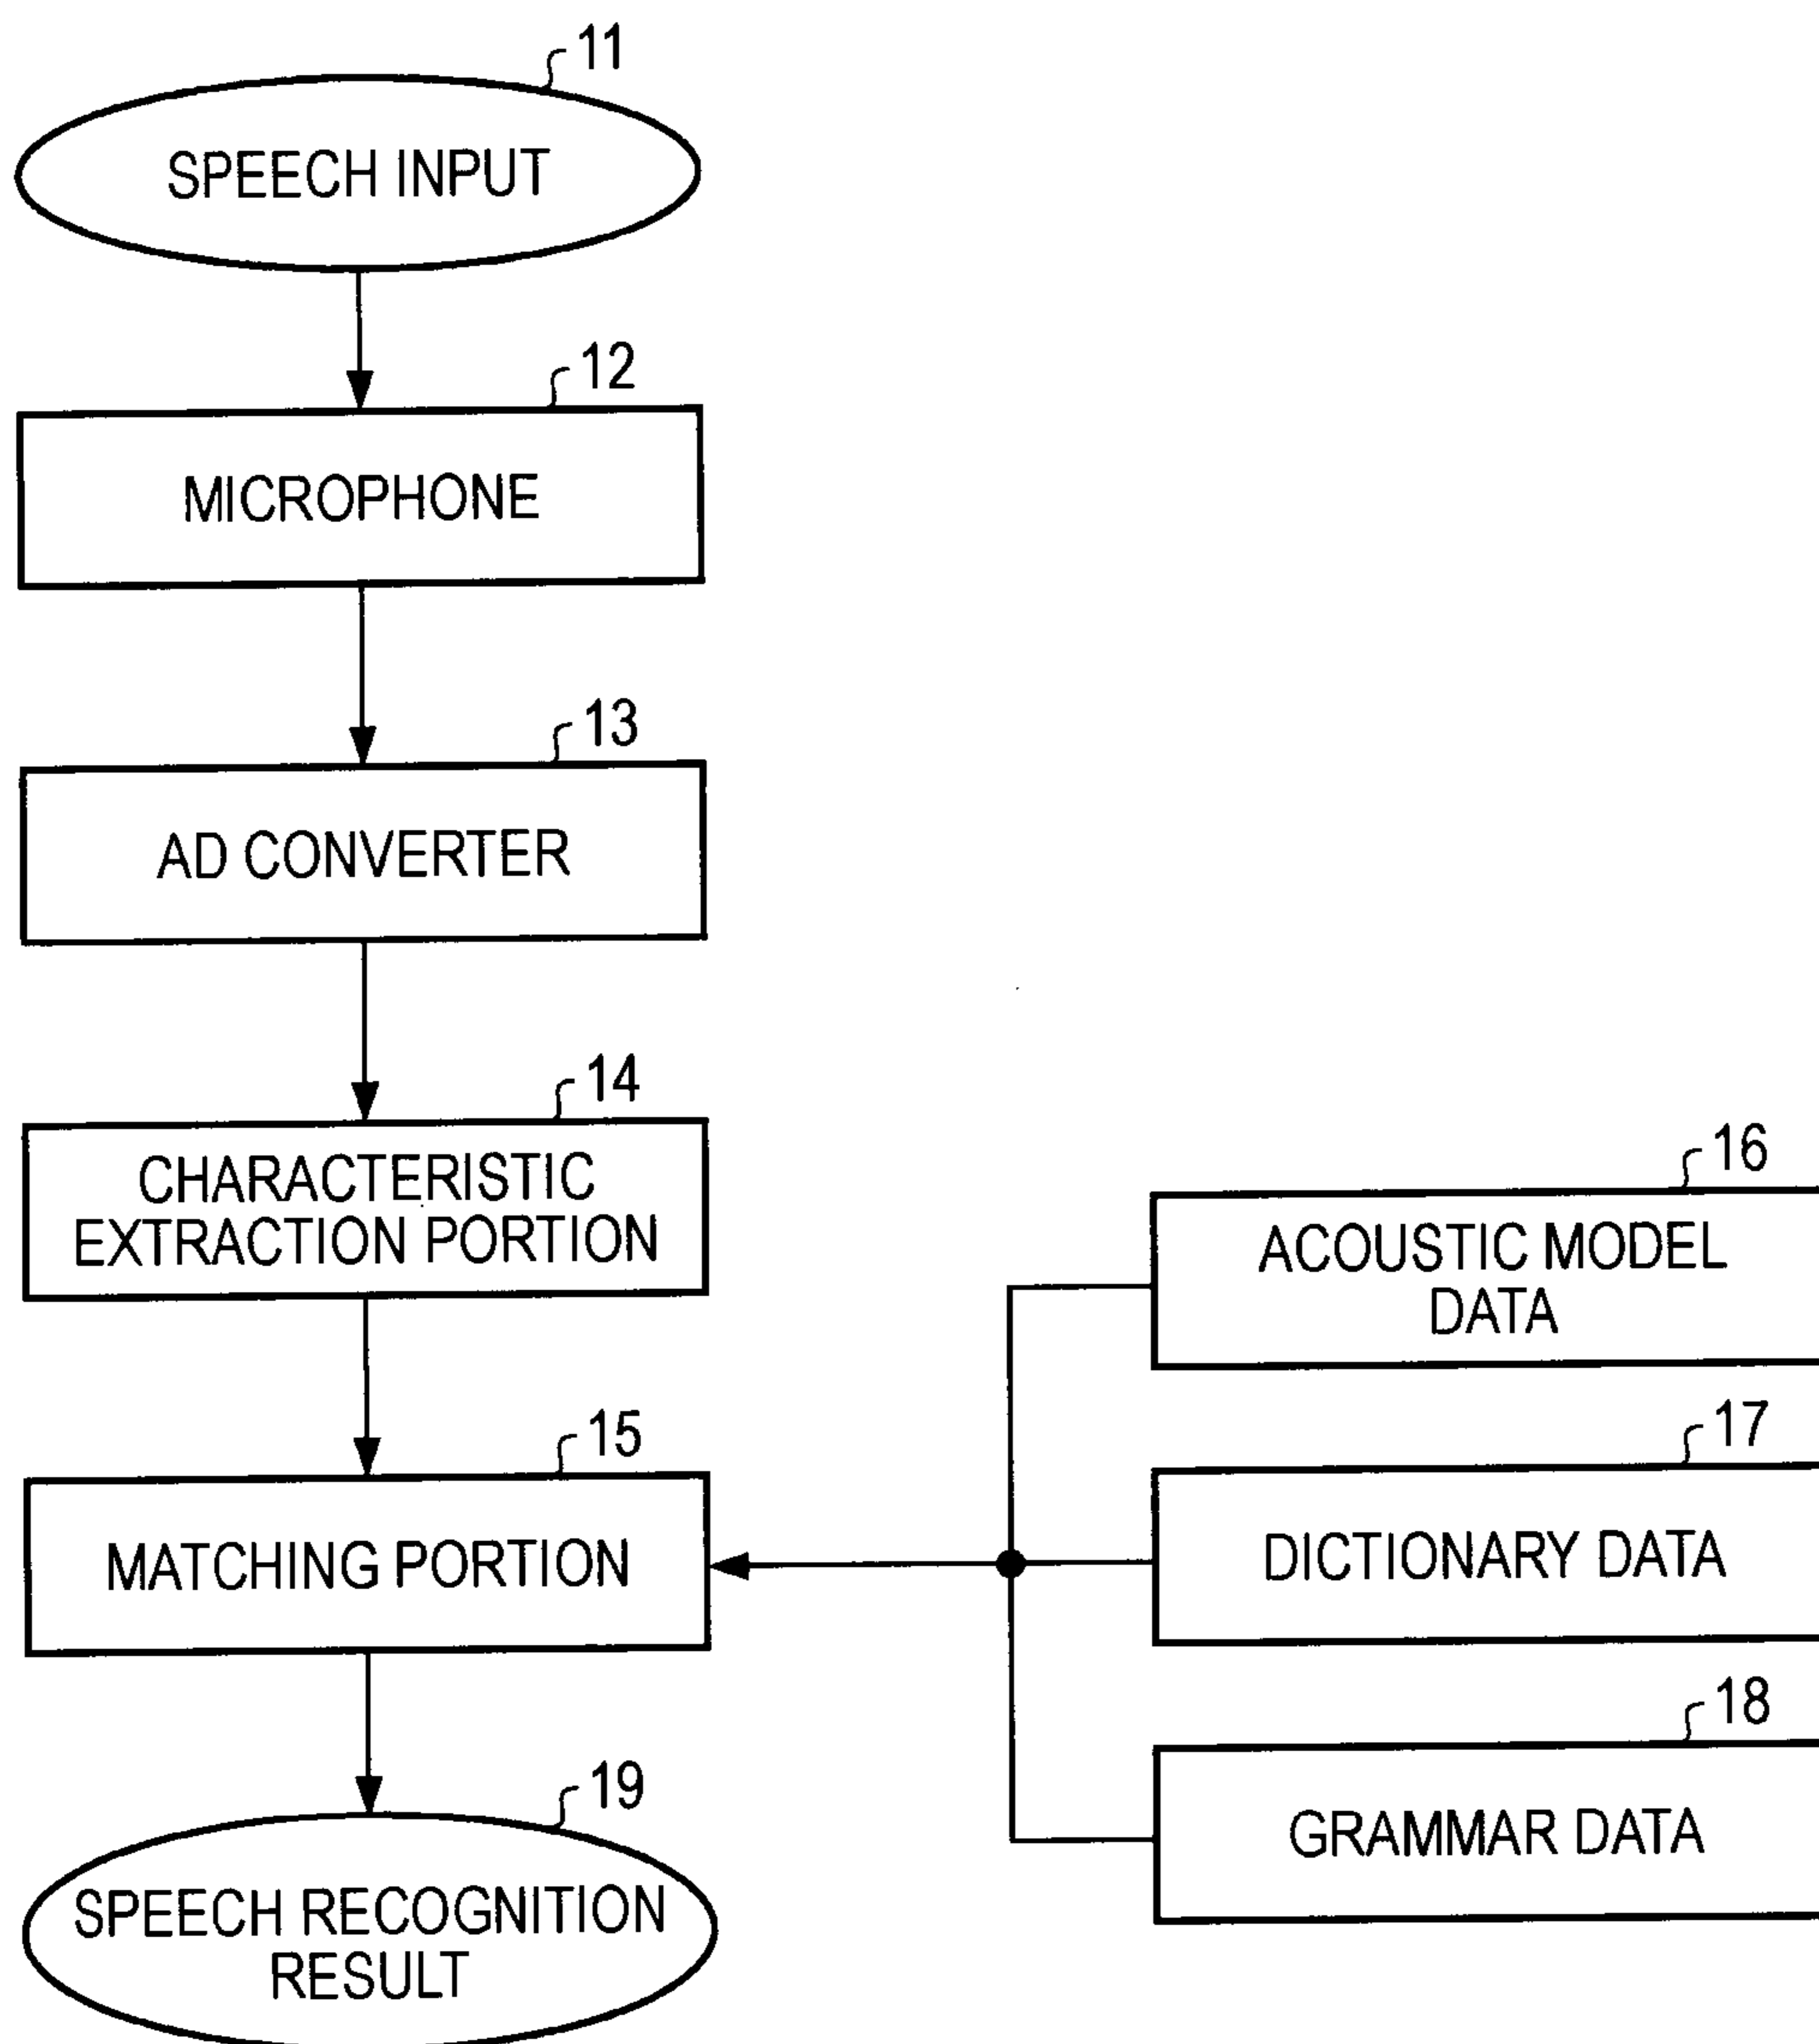 11
SPEECH INPUT
12
MICROPHONE
13
AD CONVERTER
14
CHARACTERISTIC
EXTRACTION PORTION
15
MATCHING PORTION
16
ACOUSTIC MODEL
DATA
17
DICTIONARY DATA
18
GRAMMAR DATA
19
SPEECH RECOGNITION
RESULT